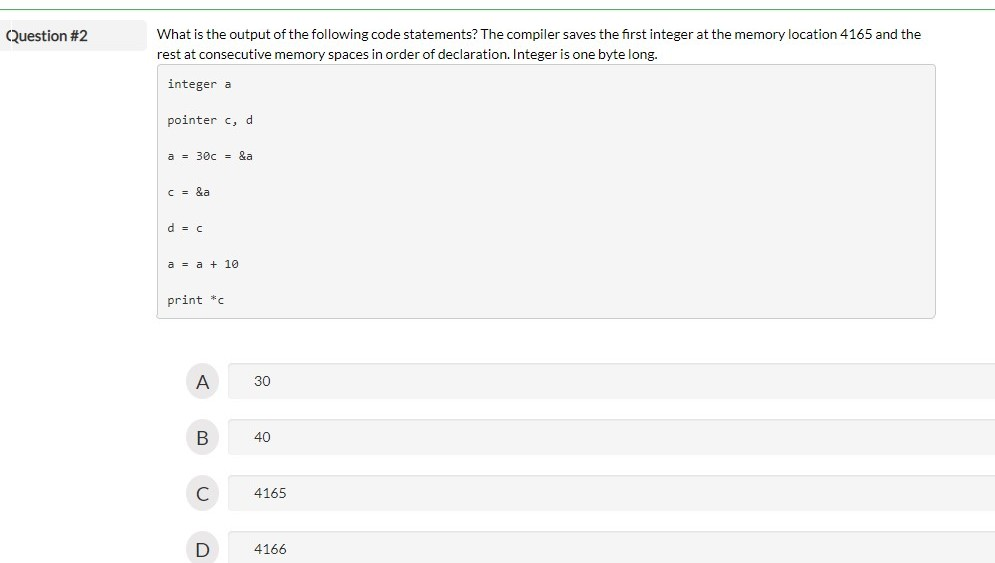 Question #2
What is the output of the following code statements? The compiler saves the first integer at the memory location 4165 and the
rest at consecutive memory spaces in order of declaration. Integer is one byte long.
integer a
pointer c, d
a = 30c = &a
c = &a
d = c
a = a + 10
print *c
A 30
B 40
C 4165
D 4166